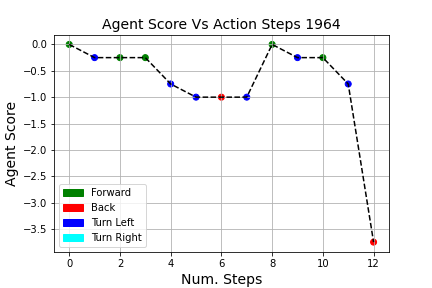 Agent Score Vs Action Steps 1964
Agent Score
0.0
−0.5
−1.0
−1.5
−2.0
−2.5
−3.0
−3.5
Forward
Back
Turn Left
Turn Right
0 2 4 6 8 10 12
Num. Steps